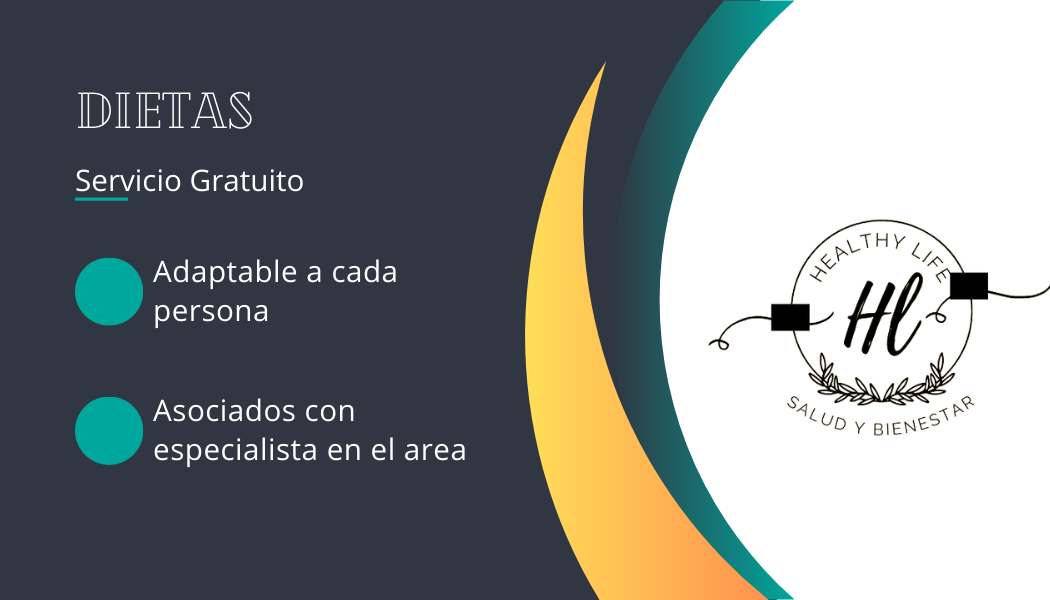 DIETAS
Servicio Gratuito
Adaptable a cada
persona
Asociados con
especialista en el area
HEALTHY LIFE
Hl
SALUD Y BIENESTAR